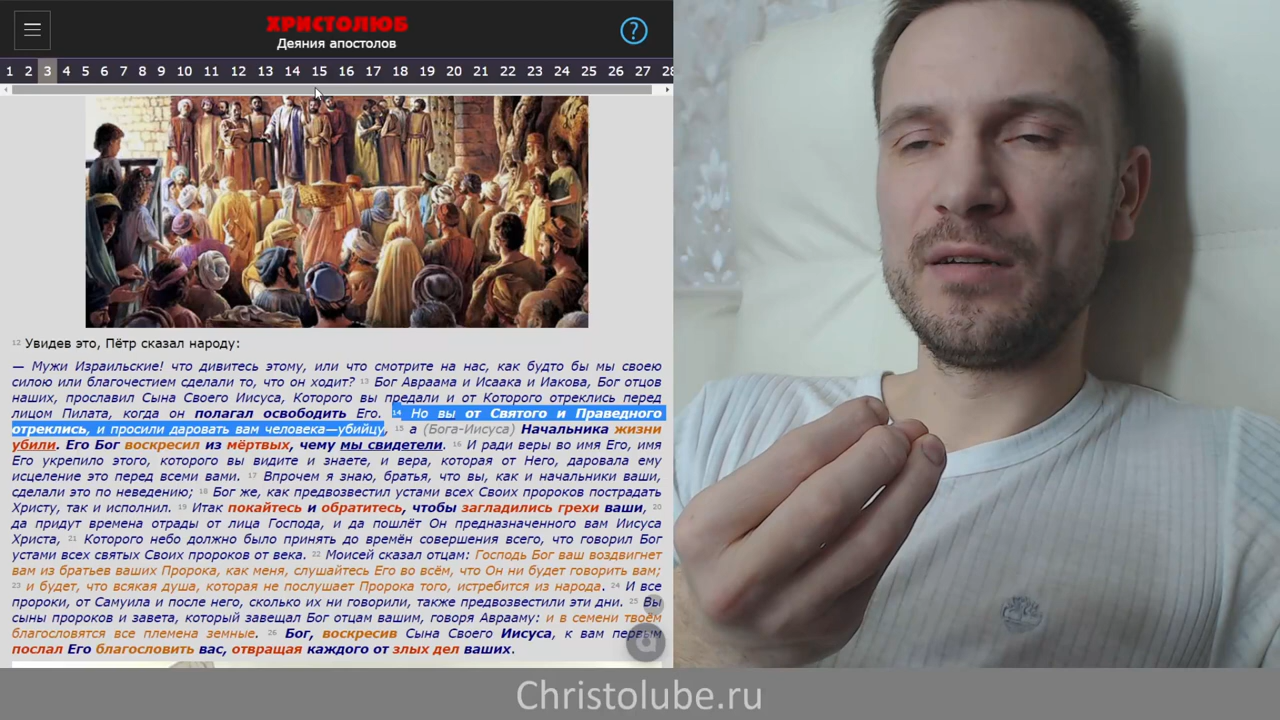 ХРИСТОЛЮБ
Деяния апостолов
1 2 3 4 5 6 7 8 9 10 11 12 13 14 15 16 17 18 19 20 21 22 23 24 25 26 27 28
12 Увидев это, Пётр сказал народу:
— Мужи Израильские! что дивитесь этому, или что смотрите на нас, как будто бы мы своею
силою или благочестием сделали то, что он ходит? 13 Бог Авраама и Исаака и Иакова, Бог отцов
наших, прославил Сына Своего Иисуса, Которого вы предали и от Которого отреклись перед
лицом Пилата, когда он полагал освободить Его. 14 Но вы от Святого и Праведного
отреклись, и просили даровать вам человека—убийцу, 15 а (Бога-Иисуса) Начальника жизни
убили. Его Бог воскресил из мёртвых, чему мы свидетели. 16 И ради веры во имя Его, имя
Его укрепило этого, которого вы видите и знаете, и вера, которая от Него, даровала ему
исцеление это перед всеми вами. 17 Впрочем я знаю, братья, что вы, как и начальники ваши,
сделали это по неведению; 18 Бог же, как предвозвестил устами всех Своих пророков пострадать
Христу, так и исполнил. 19 Итак покайтесь и обратитесь, чтобы загладились грехи ваши, 20
да придут времена отрады от лица Господа, и да пошлёт Он предназначенного вам Иисуса
Христа, 21 Которого небо должно было принять до времён совершения всего, что говорил Бог
устами всех святых Своих пророков от века. 22 Моисей сказал отцам: Господь Бог ваш воздвигнет
вам из братьев ваших Пророка, как меня, слушайтесь Его во всём, что Он ни будет говорить вам;
23 и будет, что всякая душа, которая не послушает Пророка того, истребится из народа. 24 И все
пророки, от Самуила и после него, сколько их ни говорили, также предвозвестили эти дни. 25 Вы
сыны пророков и завета, который завещал Бог отцам вашим, говоря Аврааму: и в семени твоём
благословятся все племена земные. 26 Бог, воскресив Сына Своего Иисуса, к вам первым
послал Его благословить вас, отвращая каждого от злых дел ваших.
Christolube.ru